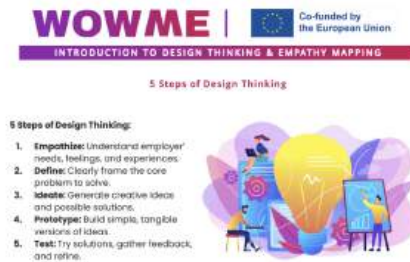 WOWME
Co-funded by
the European Union
INTRODUCTION TO DESIGN THINKING & EMPATHY MAPPING
5 Steps of Design Thinking
5 Steps of Design Thinking:
1. Empathize: Understand employer'
needs, feelings, and experiences.
2. Define: Clearly frame the core
problem to solve.
3. Ideate: Generate creative ideas
and possible solutions.
4. Prototype: Build simple, tangible
versions of ideas.
5. Test: Try solutions, gather feedback,
and refine.